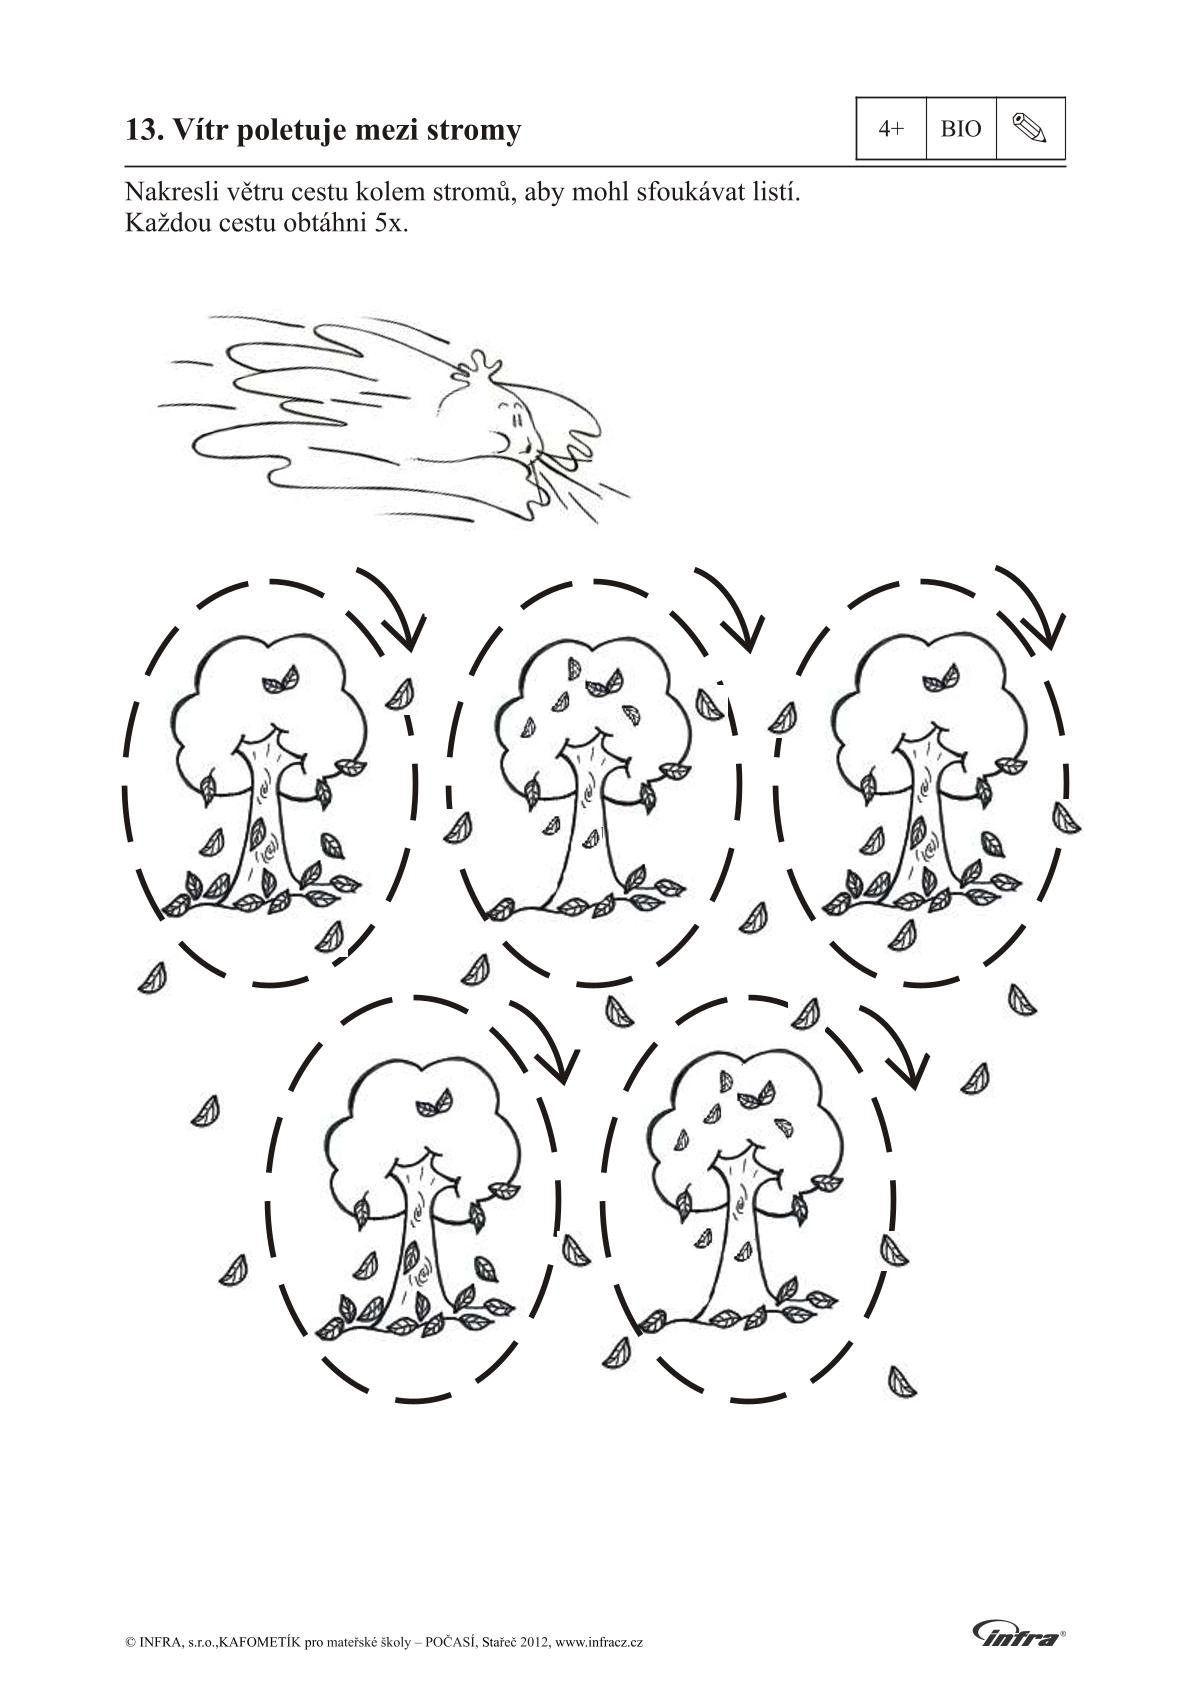 13. Vítr poletuje mezi stromy
4+ BIO
Nakresli větru cestu kolem stromů, aby mohl sfoukávat listí.
Každou cestu obtáhni 5x.
© INFRA, s.r.o.,KAFOMETÍK pro mateřské školy – POČASÍ, Stařeč 2012, www.infracz.cz
infra®